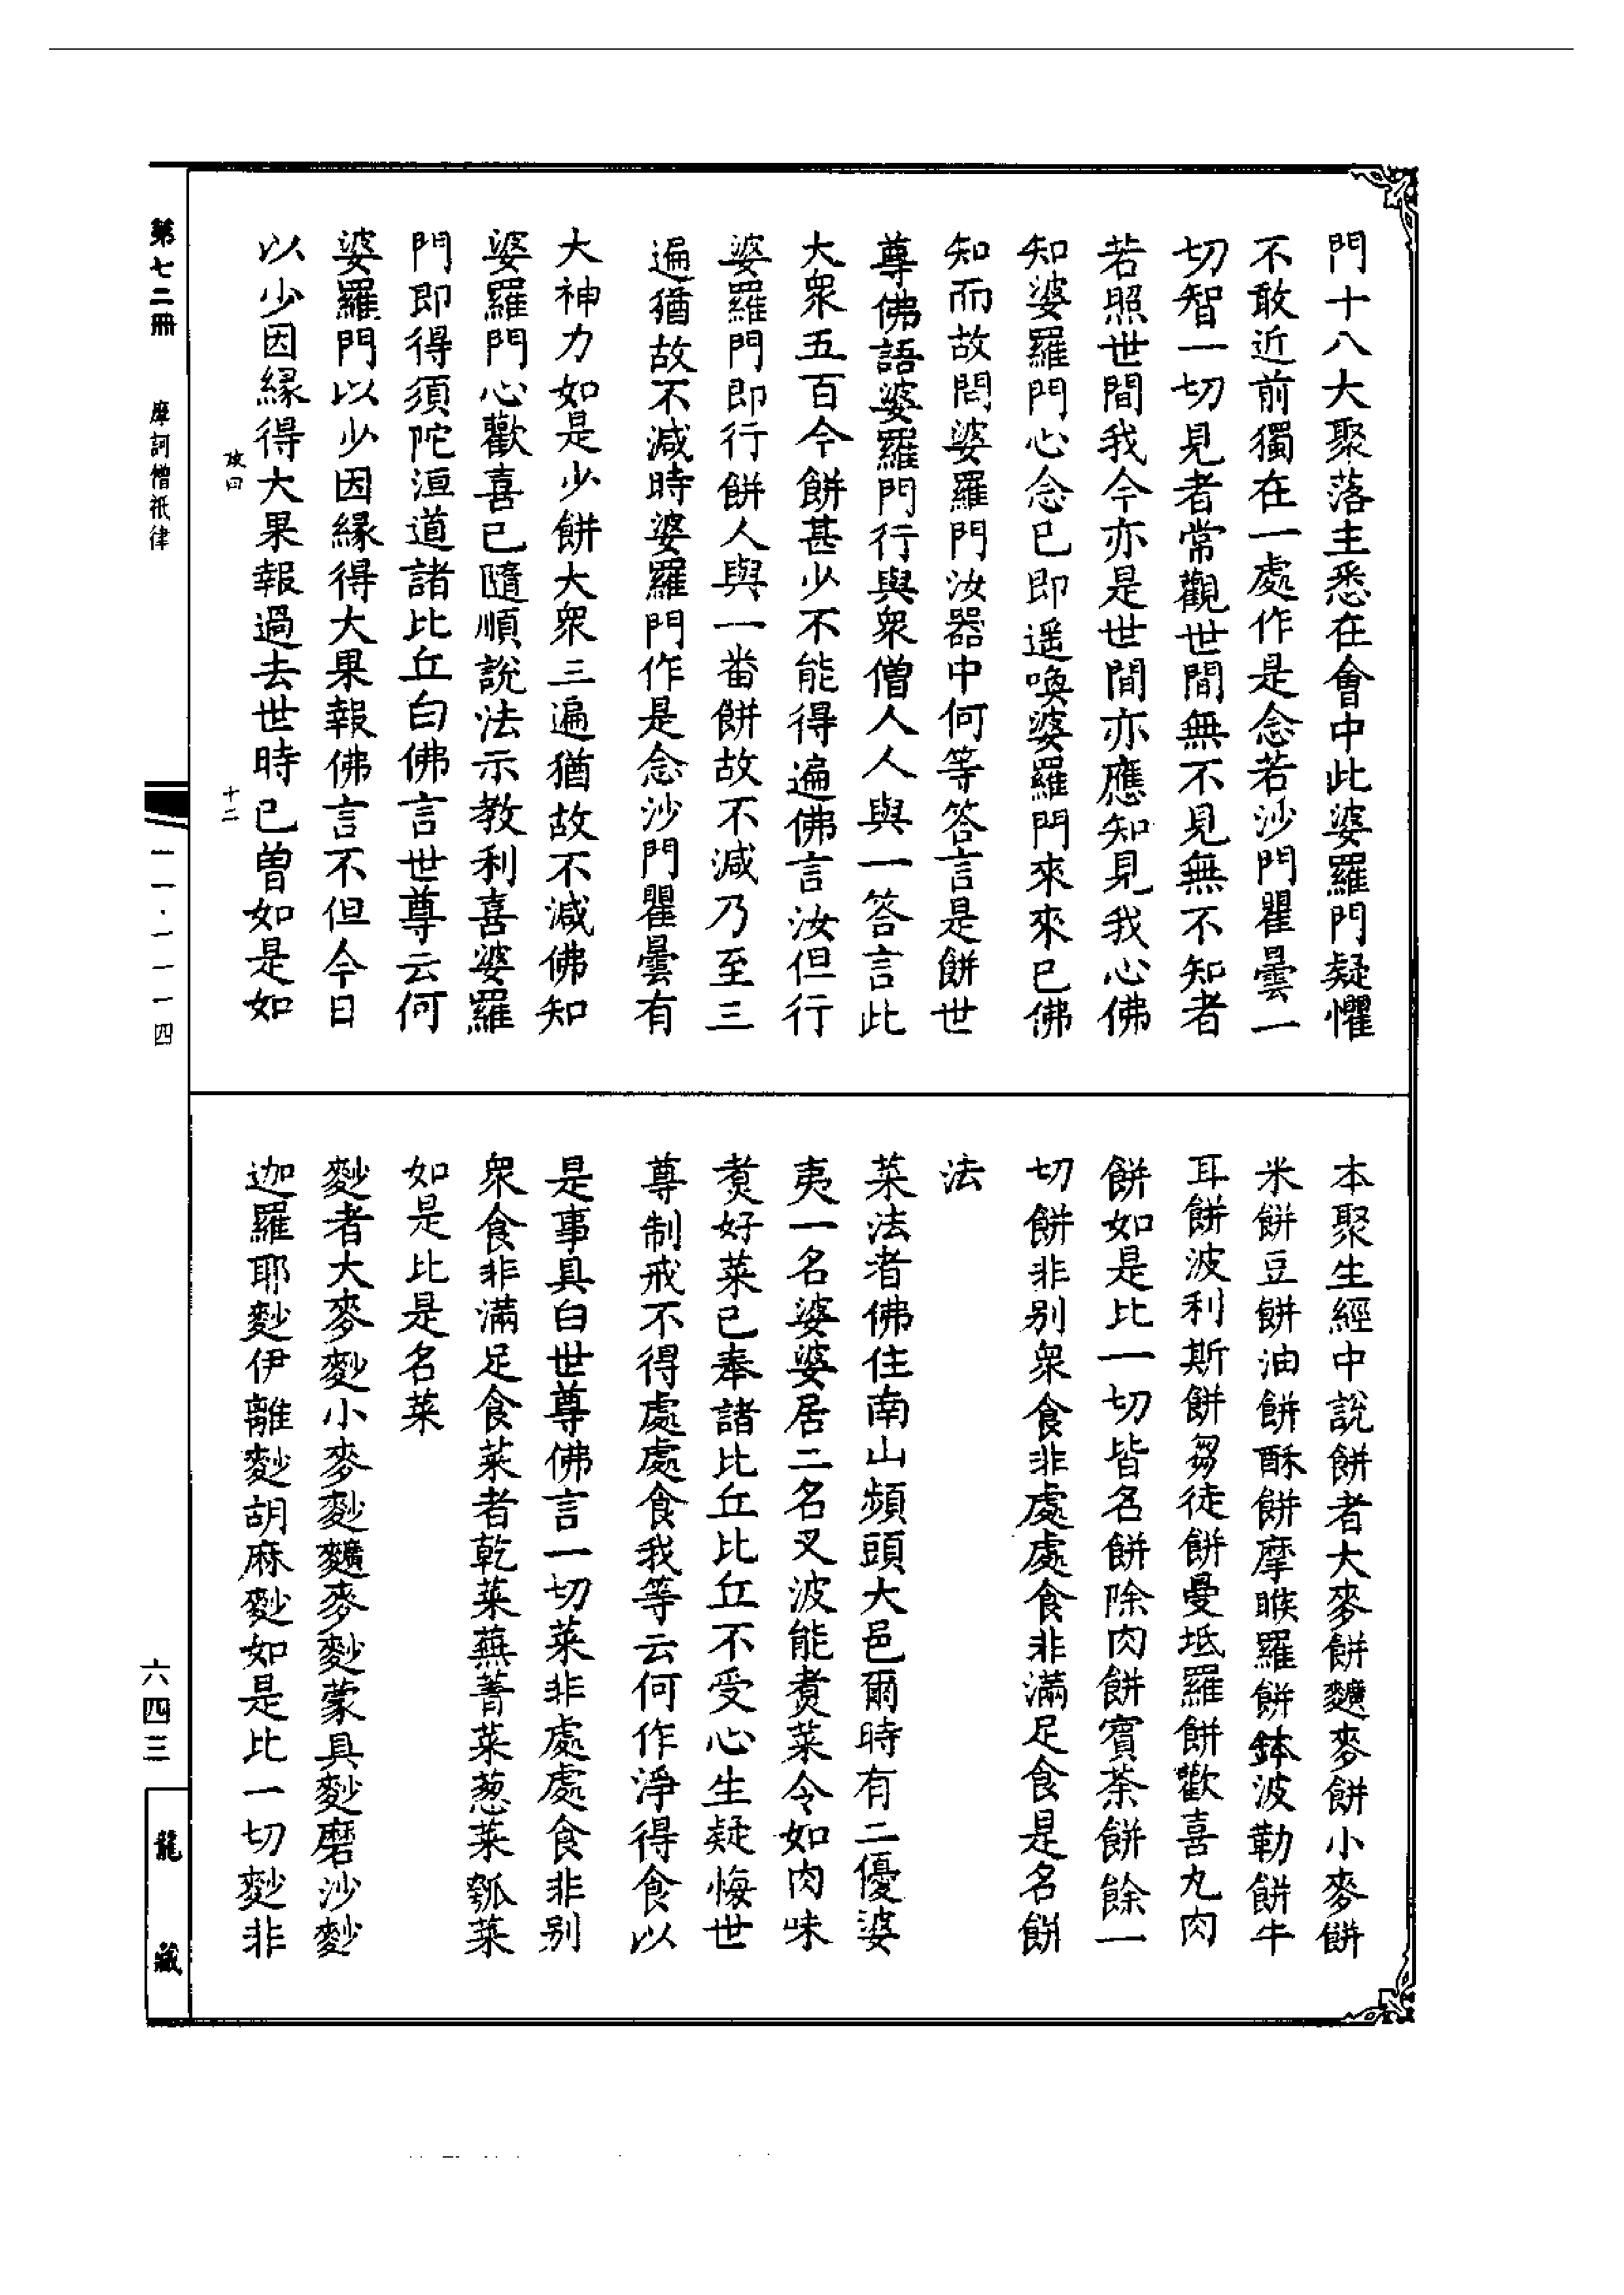 門十八大聚落主悉在會中此婆羅門疑懼
不敢近前獨在一處作是念若沙門瞿曇一
切智一切見者常觀世間無不見無不知者
若照世間我今亦是世間亦應知見我心佛
知婆羅門心念已即遥喚婆羅門來來已佛
知而故問婆羅門汝器中何等答言是餅世
尊佛語婆羅門行與衆僧人人與一答言此
大衆五百今餅甚少不能得遍佛言汝但行
婆羅門即行餅人與一番餅故不減乃至三
遍猶故不減時婆羅門作是念沙門瞿曇有
大神力如是少餅大衆三遍猶故不減佛知
婆羅門心歡喜已隨順說法示教利喜婆羅
門即得須陀洹道諸比丘白佛言世尊云何
婆羅門以少因緣得大果報佛言不但今日
以少因緣得大果報過去世時已曾如是如
十二
本聚生經中說餅者大麥餅䵃麥餅小麥餅
米餅豆餅油餅酥餅摩睺羅餅鉢波勒餅牛
耳餅波利斯餅芻徒餅曼坻羅餅歡喜丸肉
餅如是比一切皆名餅除肉餅賓荼餅餘一
切餅非別衆食非處處食非滿足食是名餅
法
菜法者佛住南山頻頭大邑爾時有二優婆
夷一名婆婆居二名叉波能煑菜令如肉味
煑好菜已奉諸比丘比丘不受心生疑悔世
尊制戒不得處處食我等云何作淨得食以
是事具白世尊佛言一切菜非處處食非別
衆食非滿足食菜者乾菜蕪菁菜葱菜瓠菜
如是比是名菜
麨者大麥麨小麥麨䵃麥麨蒙具麨磨沙麨
迦羅耶麨伊離麨胡麻麨如是比一切麨非
第七二冊
摩訶僧祇律
一一·一一一四
六四三
龍藏